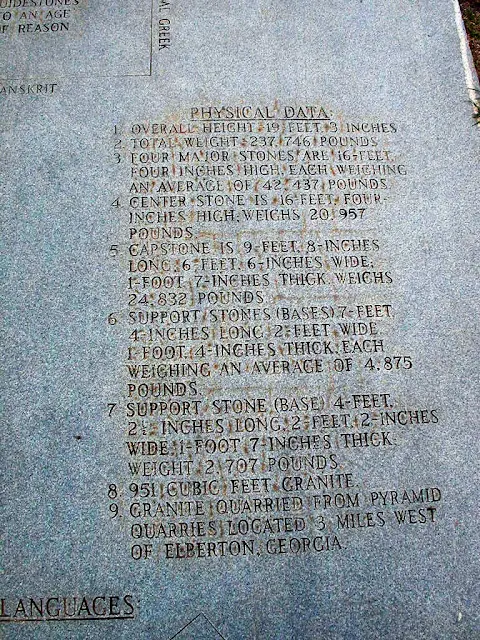 GUIDESTONES
TO AN AGE
OF REASON
AL GREEK
ANSKRIT
PHYSICAL DATA
1. OVERALL HEIGHT 19 FEET, 3 INCHES
2. TOTAL WEIGHT 237,746 POUNDS
3. FOUR MAJOR STONES ARE 16-FEET,
FOUR INCHES HIGH, EACH WEIGHING
AN AVERAGE OF 42,437 POUNDS
4. CENTER STONE IS 16-FEET, FOUR-
INCHES HIGH, WEIGHS 20,957
POUNDS.
5. CAPSTONE IS 9-FEET, 8-INCHES
LONG, 6-FEET, 6-INCHES WIDE;
1-FOOT, 7-INCHES THICK. WEIGHS
24,832 POUNDS
6. SUPPORT STONES (BASES) 7-FEET,
4-INCHES LONG, 2-FEET WIDE
1-FOOT, 4-INCHES THICK, EACH
WEIGHING AN AVERAGE OF 4,875
POUNDS.
7. SUPPORT STONE (BASE) 4-FEET,
2½-INCHES LONG, 2-FEET, 2-INCHES
WIDE, 1-FOOT, 7-INCHES THICK.
WEIGHT 2,707 POUNDS
8. 951 CUBIC FEET GRANITE.
9. GRANITE QUARRIED FROM PYRAMID
QUARRIES LOCATED 3 MILES WEST
OF ELBERTON, GEORGIA.
LANGUAGES